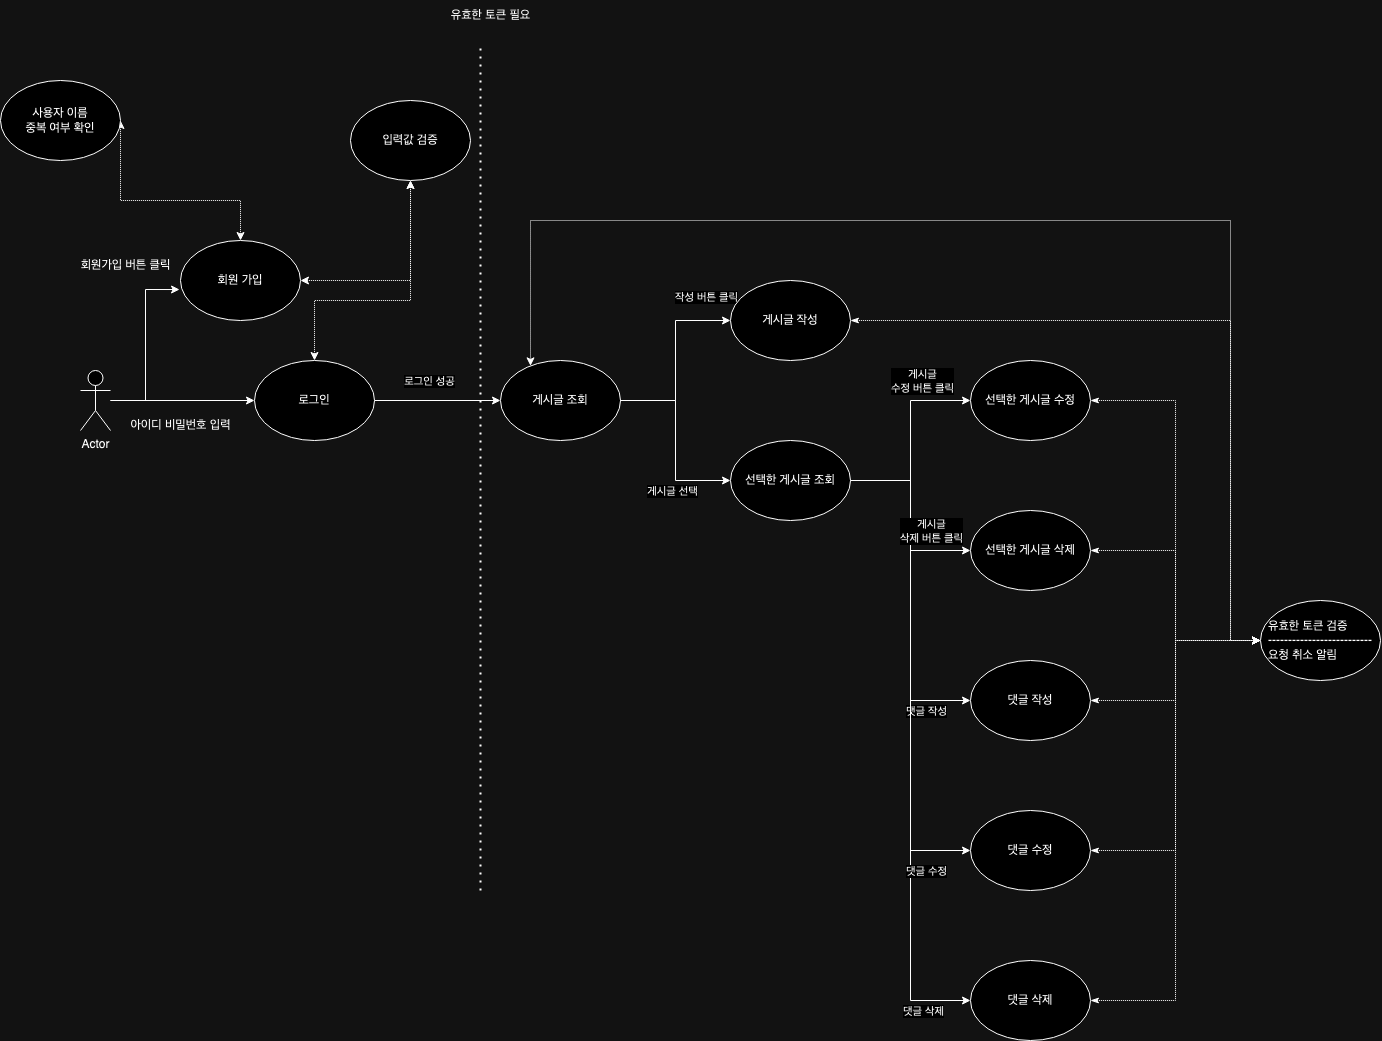 유효한 토큰 필요
사용자 이름
중복 여부 확인
입력값 검증
회원가입 버튼 클릭
회원 가입
Actor
아이디 비밀번호 입력
로그인
로그인 성공
게시글 조회
작성 버튼 클릭
게시글 작성
게시글 선택
선택한 게시글 조회
게시글
수정 버튼 클릭
선택한 게시글 수정
게시글
삭제 버튼 클릭
선택한 게시글 삭제
댓글 작성
댓글 작성
댓글 수정
댓글 수정
댓글 삭제
댓글 삭제
유효한 토큰 검증
요청 취소 알림